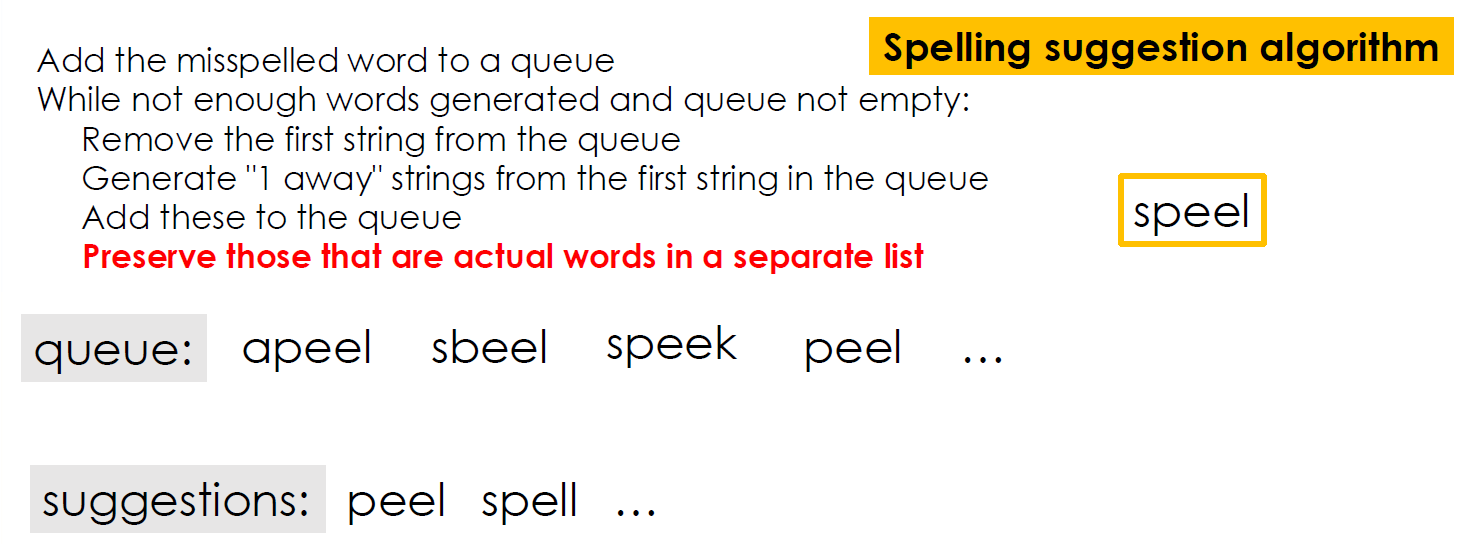 Spelling suggestion algorithm
Add the misspelled word to a queue
While not enough words generated and queue not empty:
Remove the first string from the queue
Generate "1 away" strings from the first string in the queue
Add these to the queue
Preserve those that are actual words in a separate list
speel
queue: apeel sbeel speek peel ...
suggestions: peel spell ...